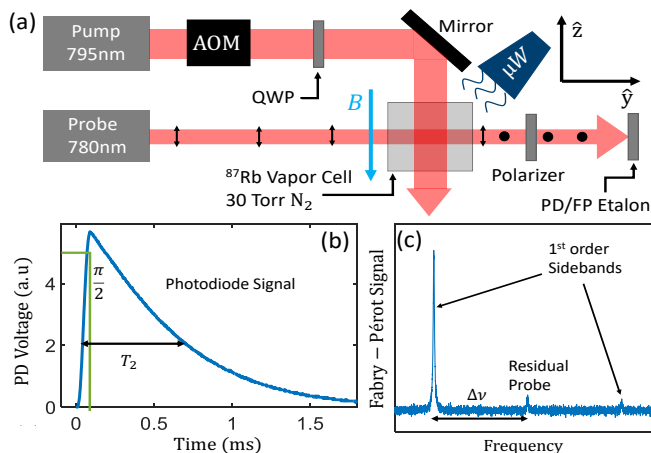 (a)
Pump
795nm
AOM
QWP
Mirror
μW
ẑ
ŷ
Probe
780nm
B
⁸⁷Rb Vapor Cell
30 Torr N₂
Polarizer
PD/FP Etalon
(b)
PD Voltage (a.u)
4
2
0
π
2
Photodiode Signal
T₂
0
0.5
1
1.5
Time (ms)
(c)
Fabry − Pérot Signal
1ˢᵗ order
Sidebands
Residual
Probe
Δν
Frequency